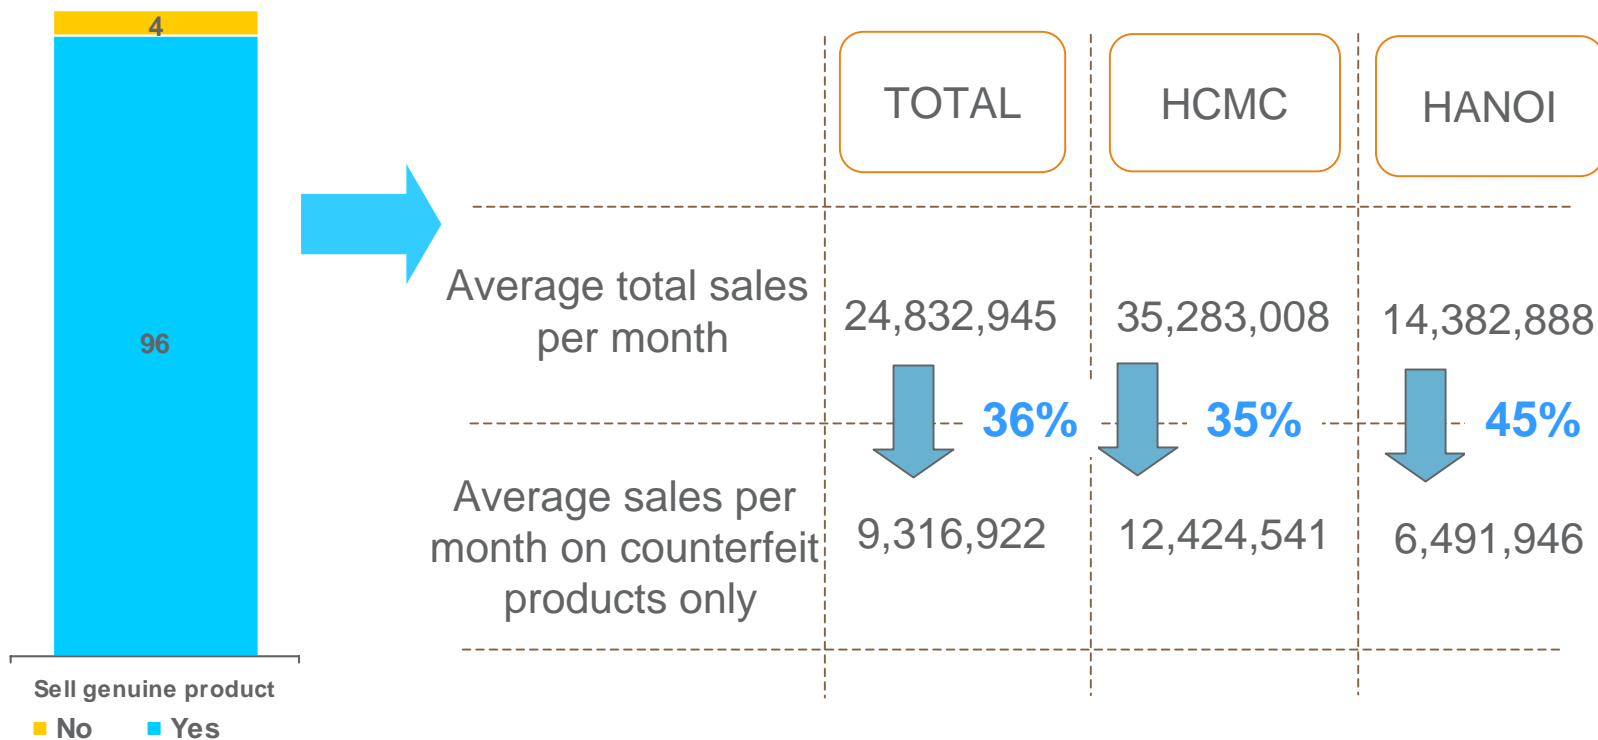 4
96
Sell genuine product
No Yes
TOTAL HCMC HANOI
Average total sales
per month
24,832,945 35,283,008 14,382,888
36% 35% 45%
Average sales per
month on counterfeit
products only
9,316,922 12,424,541 6,491,946